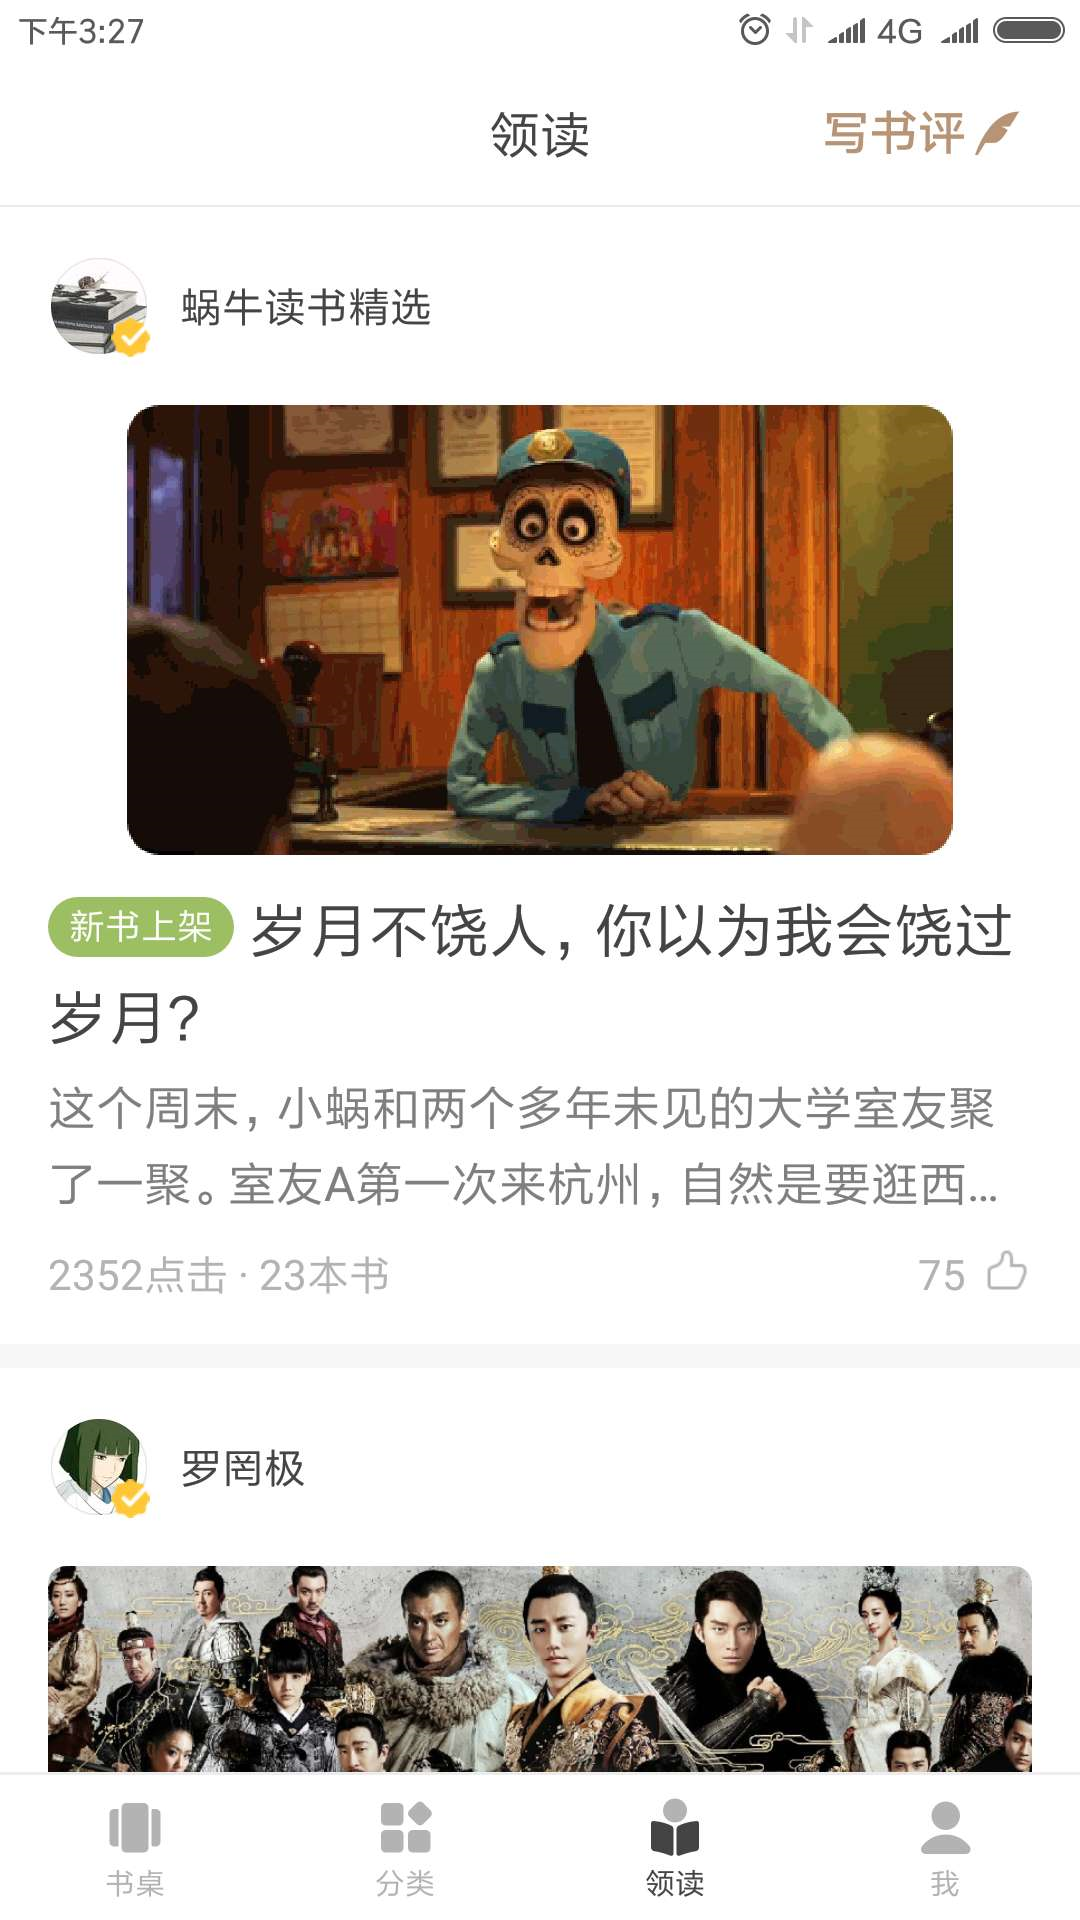 下午3:27
4G
领读
写书评
蜗牛读书精选
新书上架 岁月不饶人，你以为我会饶过
岁月？
这个周末，小蜗和两个多年未见的大学室友聚
了一聚。室友A第一次来杭州，自然是要逛西...
2352点击 · 23本书
75
罗罔极
书桌
分类
领读
我